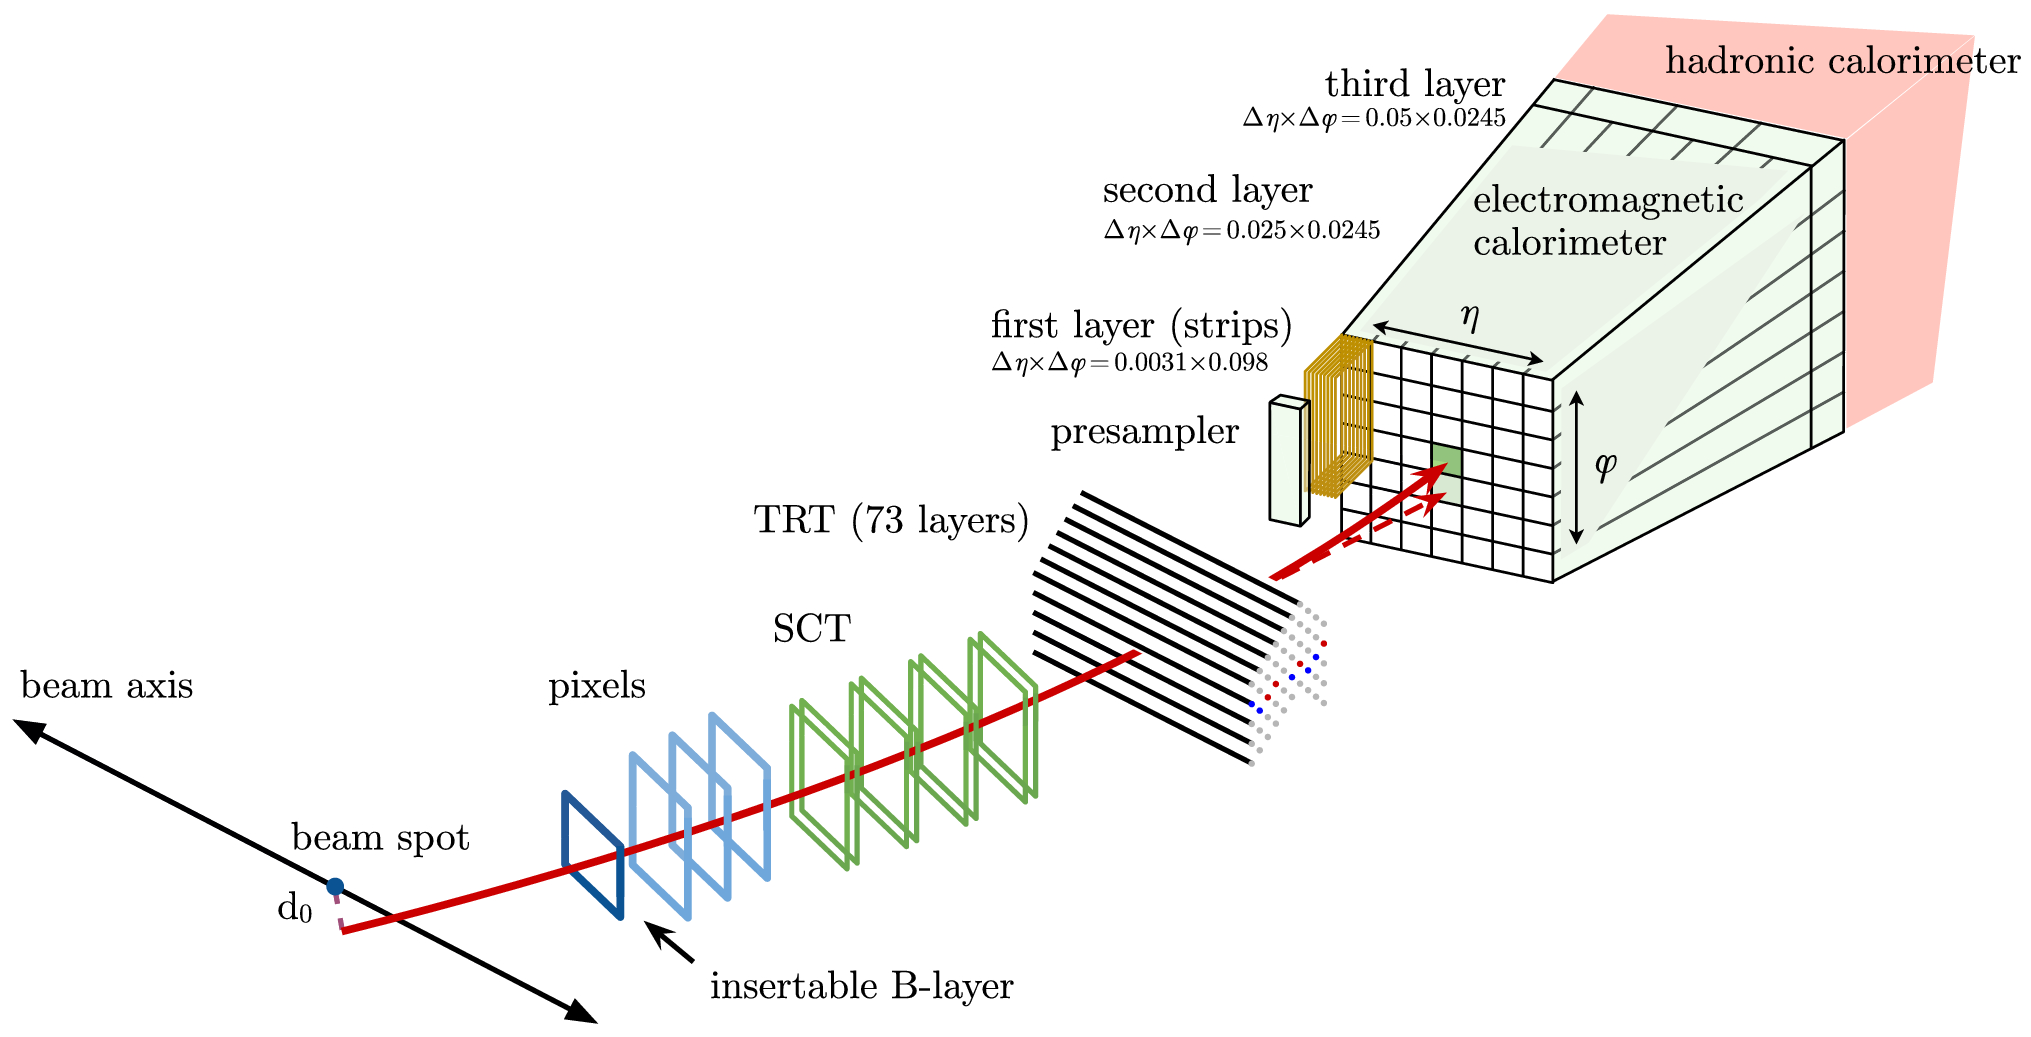 hadronic calorimeter
third layer
Δη×Δφ=0.05×0.0245
second layer
Δη×Δφ=0.025×0.0245
electromagnetic
calorimeter
first layer (strips)
Δη×Δφ=0.0031×0.098
η
presampler
φ
TRT (73 layers)
SCT
pixels
beam axis
beam spot
d₀
insertable B-layer